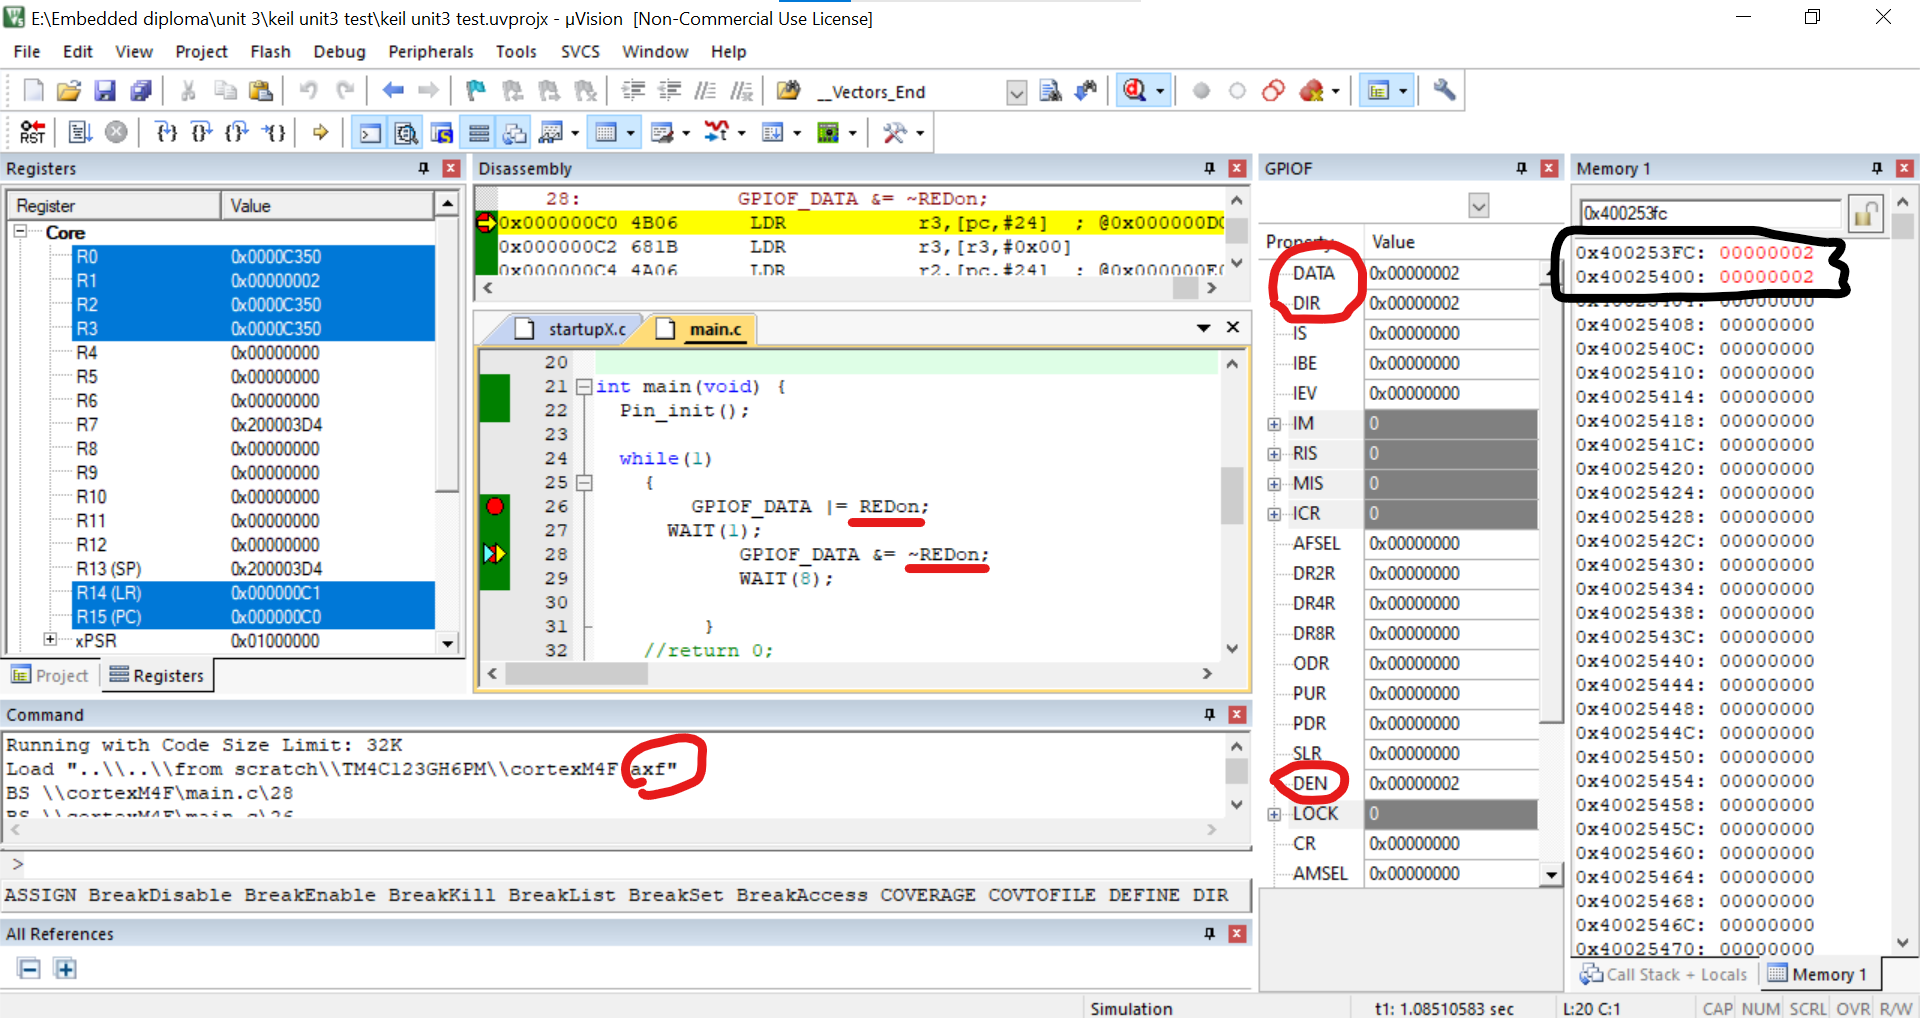 E:\Embedded diploma\unit 3\keil unit3 test\keil unit3 test.uvprojx - µVision  [Non-Commercial Use License]
File Edit View Project Flash Debug Peripherals Tools SVCS Window Help
__Vectors_End
RST
Registers
Register Value
Core
R0 0x0000C350
R1 0x00000002
R2 0x0000C350
R3 0x0000C350
R4 0x00000000
R5 0x00000000
R6 0x00000000
R7 0x200003D4
R8 0x00000000
R9 0x00000000
R10 0x00000000
R11 0x00000000
R12 0x00000000
R13 (SP) 0x200003D4
R14 (LR) 0x000000C1
R15 (PC) 0x000000C0
xPSR 0x01000000
Project Registers
Disassembly
28: GPIOF_DATA &= ~REDon;
0x000000C0 4B06 LDR r3,[pc,#24] ; @0x000000D
0x000000C2 681B LDR r3,[r3,#0x00]
0x000000C4 4A06 LDR r2,[pc,#24] ; @0x000000E0
startupX.c main.c
20
21 int main(void) {
22 Pin_init();
23
24 while(1)
25 {
26 GPIOF_DATA |= REDon;
27 WAIT(1);
28 GPIOF_DATA &= ~REDon;
29 WAIT(8);
30
31 }
32 //return 0;
Command
Running with Code Size Limit: 32K
Load "..\\..\\from scratch\\TM4C123GH6PM\\cortexM4F.axf"
BS \\cortexM4F\main.c\28
BS \\cortexM4F\main.c\26
>
ASSIGN BreakDisable BreakEnable BreakKill BreakList BreakSet BreakAccess COVERAGE COVTOFILE DEFINE DIR
All References
GPIOF
Property Value
DATA 0x00000002
DIR 0x00000002
IS 0x00000000
IBE 0x00000000
IEV 0x00000000
IM 0
RIS 0
MIS 0
ICR 0
AFSEL 0x00000000
DR2R 0x00000000
DR4R 0x00000000
DR8R 0x00000000
ODR 0x00000000
PUR 0x00000000
PDR 0x00000000
SLR 0x00000000
DEN 0x00000002
LOCK 0
CR 0x00000000
AMSEL 0x00000000
Memory 1
0x400253fc
0x400253FC: 00000002
0x40025400: 00000002
0x40025404: 00000000
0x40025408: 00000000
0x4002540C: 00000000
0x40025410: 00000000
0x40025414: 00000000
0x40025418: 00000000
0x4002541C: 00000000
0x40025420: 00000000
0x40025424: 00000000
0x40025428: 00000000
0x4002542C: 00000000
0x40025430: 00000000
0x40025434: 00000000
0x40025438: 00000000
0x4002543C: 00000000
0x40025440: 00000000
0x40025444: 00000000
0x40025448: 00000000
0x4002544C: 00000000
0x40025450: 00000000
0x40025454: 00000000
0x40025458: 00000000
0x4002545C: 00000000
0x40025460: 00000000
0x40025464: 00000000
0x40025468: 00000000
0x4002546C: 00000000
0x40025470: 00000000
Call Stack + Locals Memory 1
Simulation t1: 1.08510583 sec L:20 C:1 CAP NUM SCRL OVR R/W